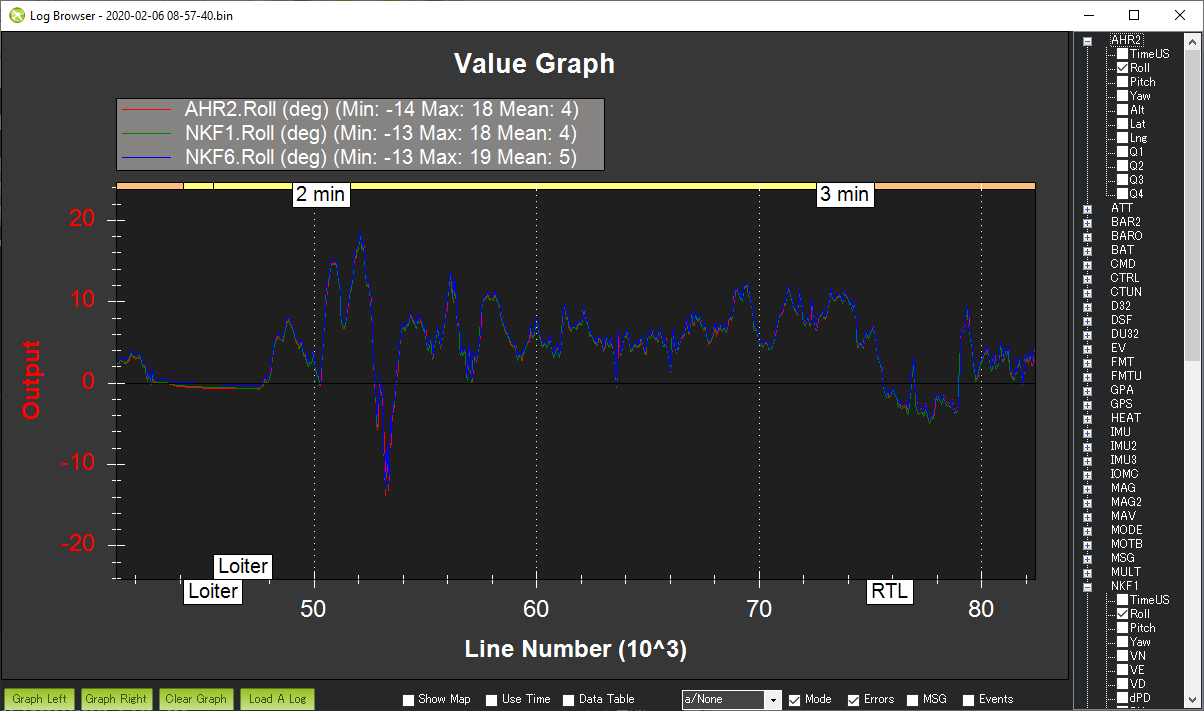 Log Browser - 2020-02-06 08-57-40.bin
Value Graph
AHR2.Roll (deg) (Min: -14 Max: 18 Mean: 4)
NKF1.Roll (deg) (Min: -13 Max: 18 Mean: 4)
NKF6.Roll (deg) (Min: -13 Max: 19 Mean: 5)
2 min
3 min
20
10
0
-10
-20
Output
Loiter
Loiter
RTL
50
60
70
80
Line Number (10^3)
AHR2
TimeUS
Roll
Pitch
Yaw
Alt
Lat
Lng
Q1
Q2
Q3
Q4
ATT
BAR2
BARO
BAT
CMD
CTRL
CTUN
D32
DSF
DU32
EV
FMT
FMTU
GPA
GPS
HEAT
IMU
IMU2
IMU3
IOMC
MAG
MAG2
MAV
MODE
MOTB
MSG
MULT
NKF1
TimeUS
Roll
Pitch
Yaw
VN
VE
VD
dPD
Graph Left
Graph Right
Clear Graph
Load A Log
Show Map
Use Time
Data Table
a/None
Mode
Errors
MSG
Events